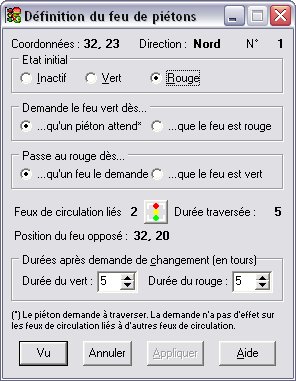 Définition du feu de piétons
Coordonnées : 32, 23 Direction : Nord N° 1
Etat initial
Inactif Vert Rouge
Demande le feu vert dès...
...qu'un piéton attend* ...que le feu est rouge
Passe au rouge dès...
...qu'un feu le demande ...que le feu est vert
Feux de circulation liés 2 Durée traversée : 5
Position du feu opposé : 32, 20
Durées après demande de changement (en tours)
Durée du vert : 5 Durée du rouge : 5
(*) Le piéton demande à traverser. La demande n'a pas d'effet sur
les feux de circulation liés à d'autres feux de circulation.
Vu Annuler Appliquer Aide